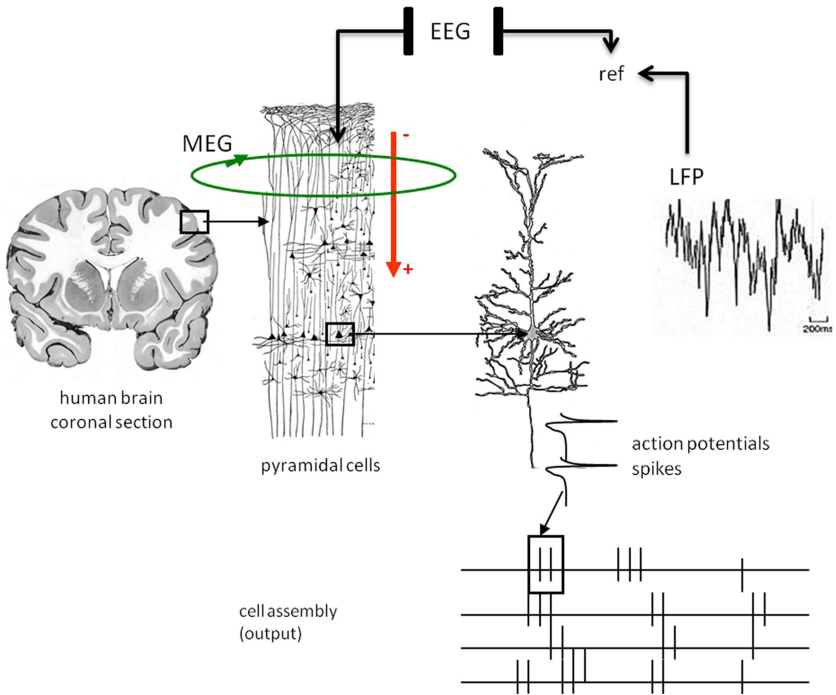 EEG
ref
MEG
-
LFP
+
200ms
human brain
coronal section
pyramidal cells
action potentials
spikes
cell assembly
(output)